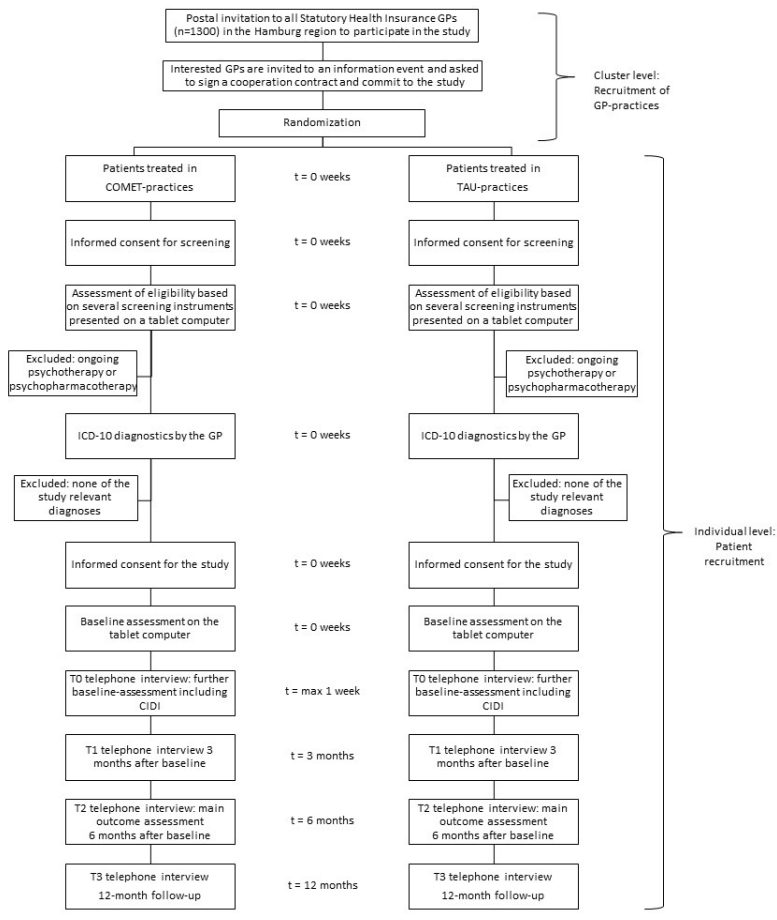 Postal invitation to all Statutory Health Insurance GPs
(n=1300) in the Hamburg region to participate in the study
Interested GPs are invited to an information event and asked
to sign a cooperation contract and commit to the study
Cluster level:
Recruitment of
GP-practices
Randomization
Patients treated in
COMET-practices
t = 0 weeks
Patients treated in
TAU-practices
Informed consent for screening
t = 0 weeks
Informed consent for screening
Assessment of eligibility based
on several screening instruments
presented on a tablet computer
t = 0 weeks
Assessment of eligibility based
on several screening instruments
presented on a tablet computer
Excluded: ongoing
psychotherapy or
psychopharmacotherapy
Excluded: ongoing
psychotherapy or
psychopharmacotherapy
ICD-10 diagnostics by the GP
t = 0 weeks
ICD-10 diagnostics by the GP
Excluded: none of the
study relevant
diagnoses
Excluded: none of the
study relevant
diagnoses
Individual level:
Patient
recruitment
Informed consent for the study
t = 0 weeks
Informed consent for the study
Baseline assessment on the
tablet computer
t = 0 weeks
Baseline assessment on the
tablet computer
T0 telephone interview: further
baseline-assessment including
CIDI
t = max 1 week
T0 telephone interview: further
baseline-assessment including
CIDI
T1 telephone interview 3
months after baseline
t = 3 months
T1 telephone interview 3
months after baseline
T2 telephone interview: main
outcome assessment
6 months after baseline
t = 6 months
T2 telephone interview: main
outcome assessment
6 months after baseline
T3 telephone interview
12-month follow-up
t = 12 months
T3 telephone interview
12-month follow-up